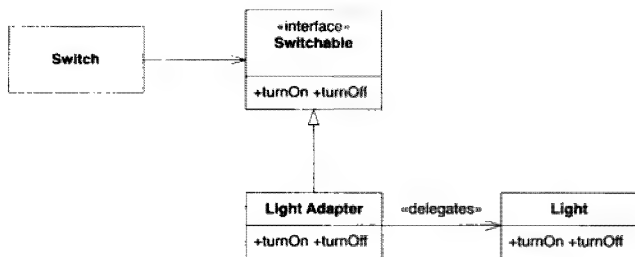 «interface»
Switchable
Switch
+turnOn +turnOff
Light Adapter
«delegates»
Light
+turnOn +turnOff
+turnOn +turnOff